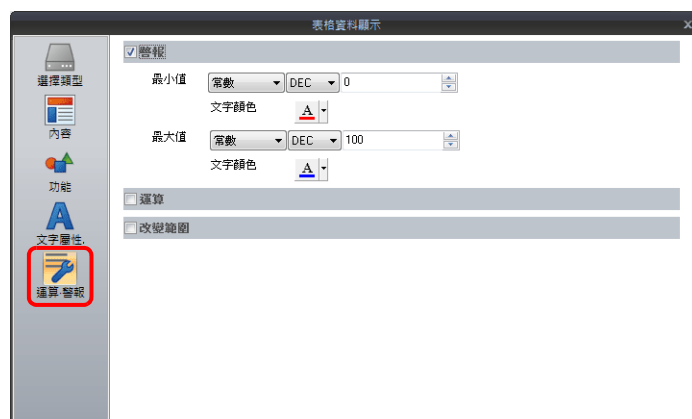 表格資料顯示
選擇類型
內容
功能
文字屬性.
運算·警報
警報
最小值 常數 DEC 0
文字顏色 A
最大值 常數 DEC 100
文字顏色 A
運算
改變範圍